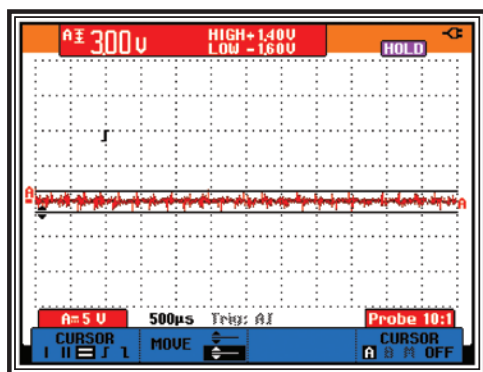 A 3.00 V HIGH+1.40V
LOW -1.60V
HOLD
A
A
A= 5 V 500µs Trig: A Probe 10:1
CURSOR MOVE CURSOR
A B M OFF